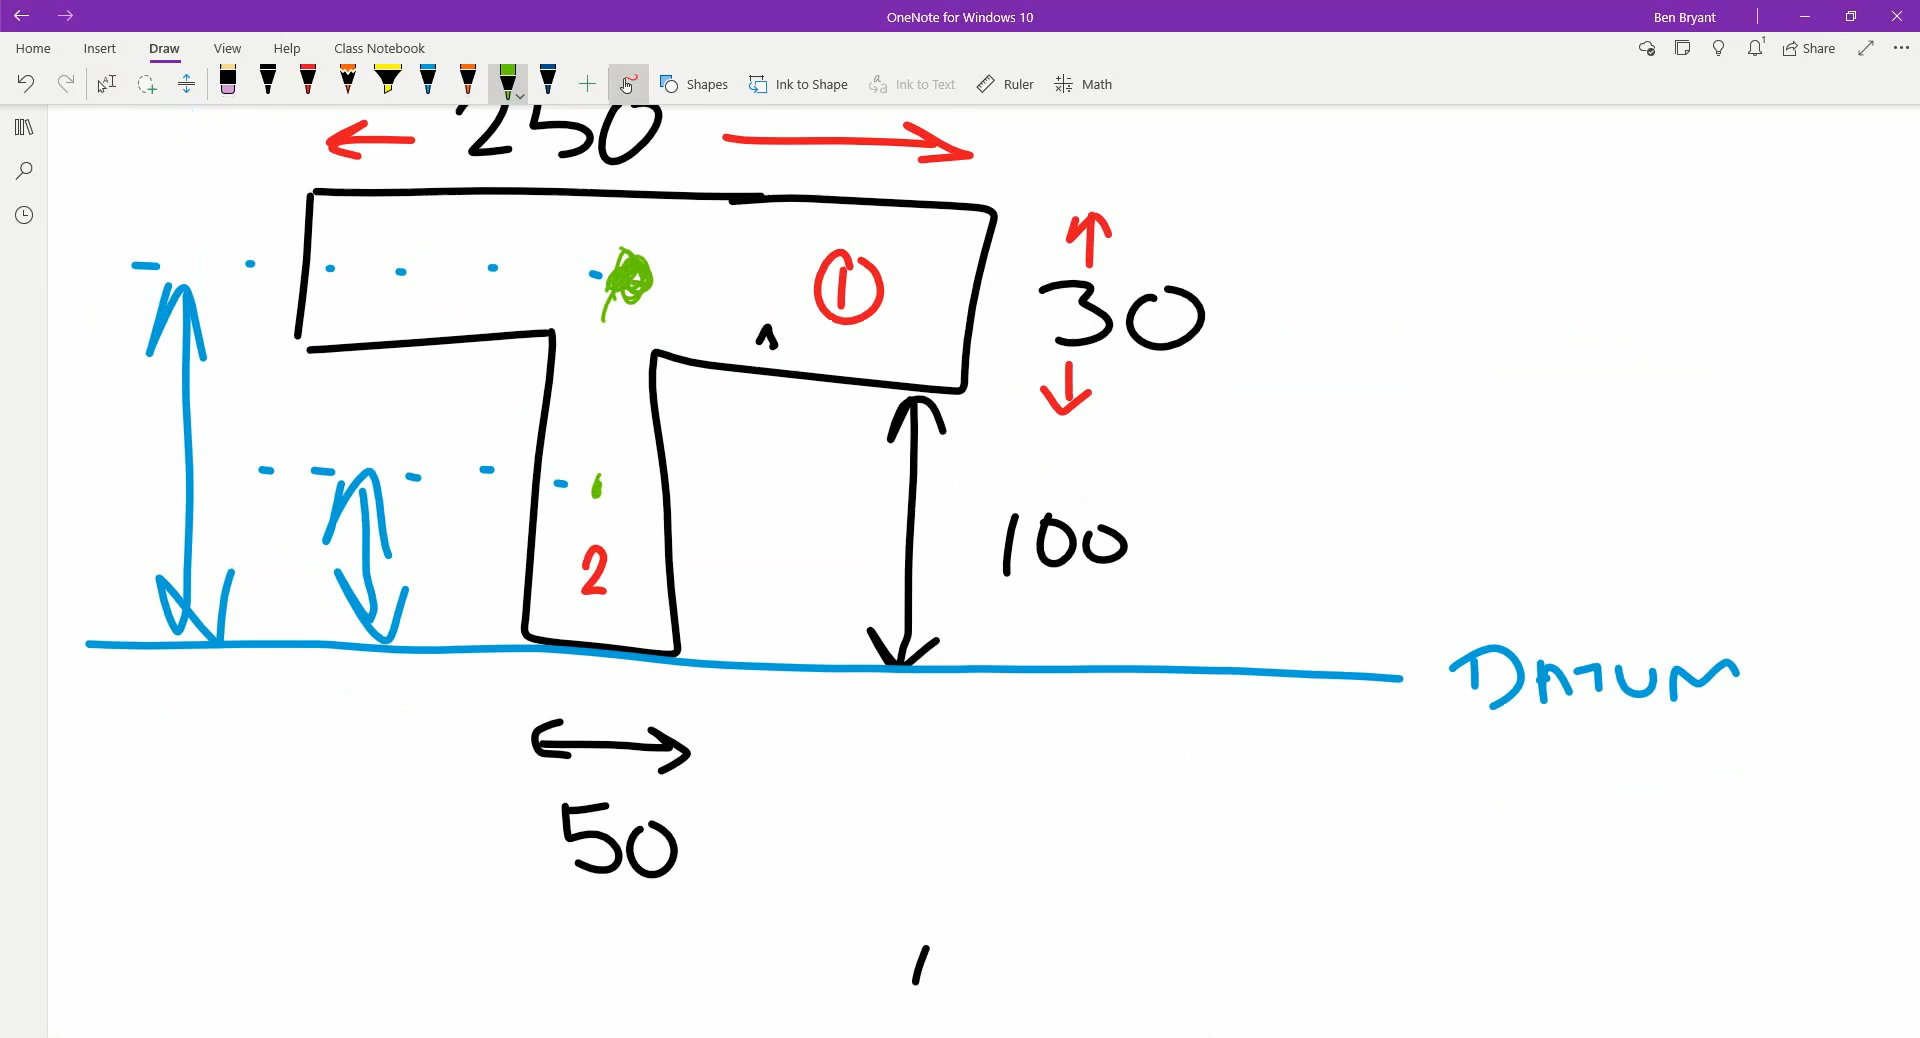 OneNote for Windows 10
Ben Bryant
Home Insert Draw View Help Class Notebook
1
Share
Shapes
Ink to Shape
Ink to Text
Ruler
Math
250
1
30
100
2
DATUM
50